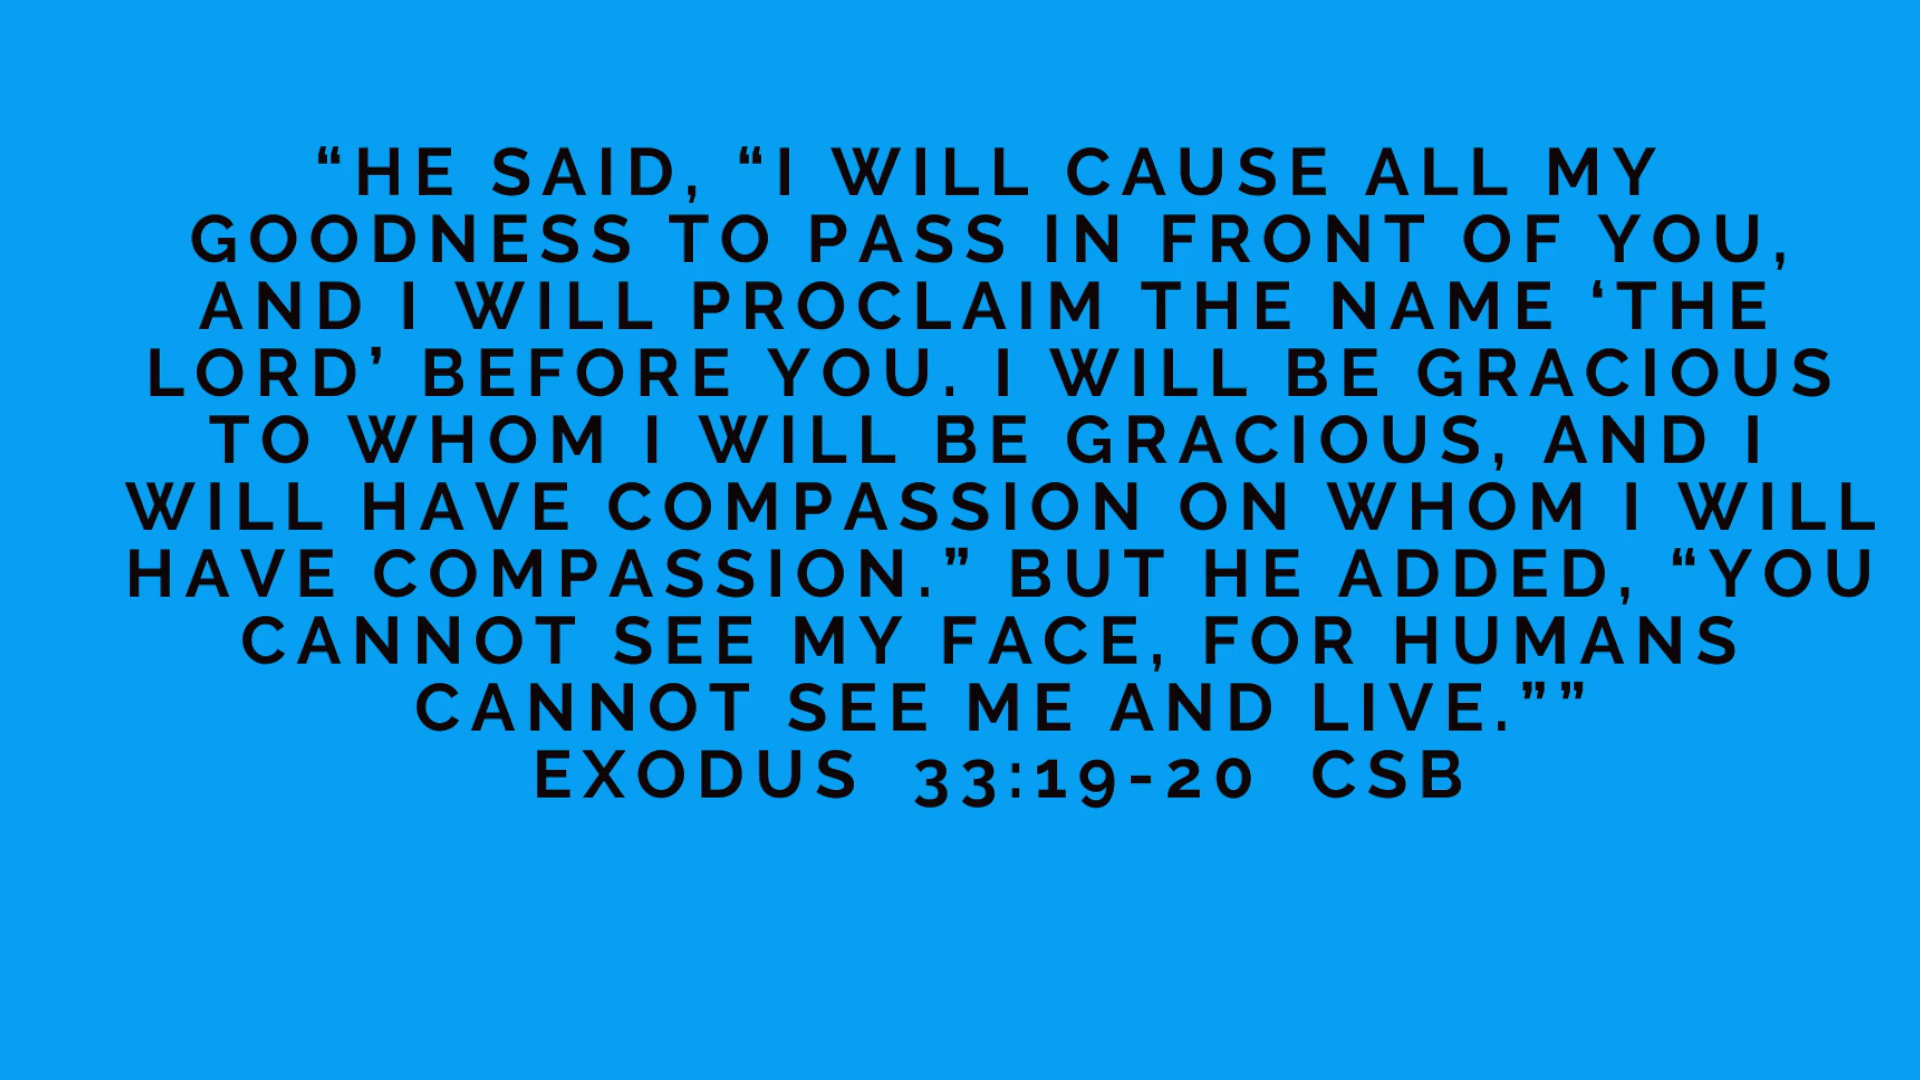 “HE SAID, “I WILL CAUSE ALL MY
GOODNESS TO PASS IN FRONT OF YOU,
AND I WILL PROCLAIM THE NAME ‘THE
LORD’ BEFORE YOU. I WILL BE GRACIOUS
TO WHOM I WILL BE GRACIOUS, AND I
WILL HAVE COMPASSION ON WHOM I WILL
HAVE COMPASSION.” BUT HE ADDED, “YOU
CANNOT SEE MY FACE, FOR HUMANS
CANNOT SEE ME AND LIVE.””
EXODUS 33:19-20 CSB